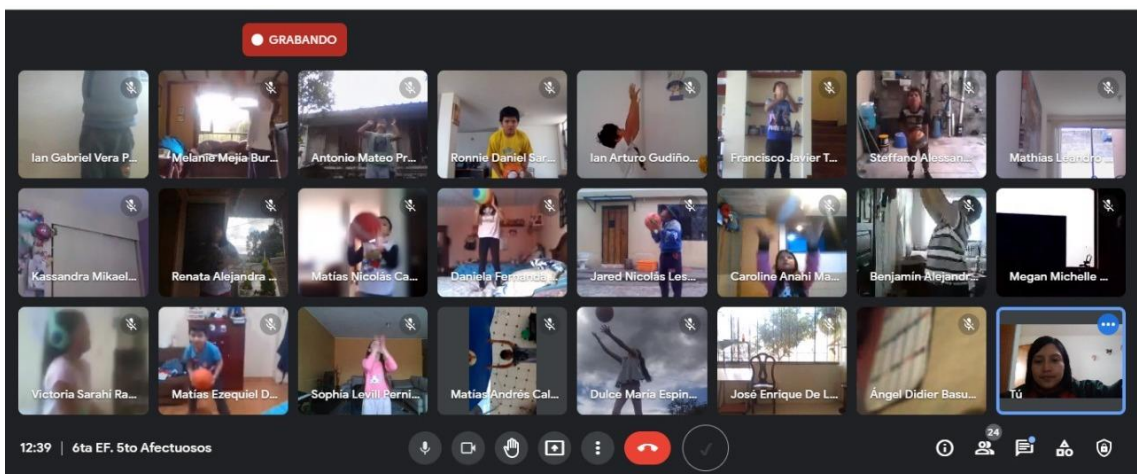 GRABANDO
Ian Gabriel Vera P...
Melanie Mejía Bur...
Antonio Mateo Pr...
Ronnie Daniel Sar...
Ian Arturo Gudiño...
Francisco Javier T...
Steffano Alessan...
Mathías Leandro ...
Kassandra Mikael...
Renata Alejandra ...
Matías Nicolás Ca...
Daniela Fernanda ...
Jared Nicolás Les...
Caroline Anahí Ma...
Benjamín Alejandr...
Megan Michelle ...
Victoria Sarahi Ra...
Matías Ezequiel D...
Sophía Levill Perni...
Matías Andrés Cal...
Dulce María Espin...
José Enrique De L...
Ángel Didier Basu...
Tú
12:39 | 6ta EF. 5to Afectuosos
24